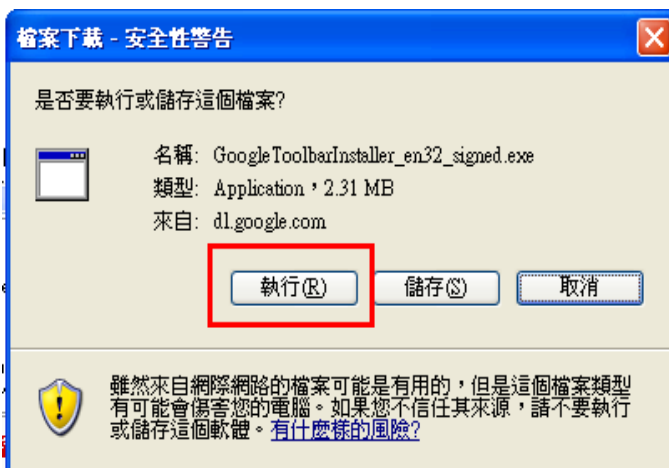 檔案下載 - 安全性警告
是否要執行或儲存這個檔案?
名稱: GoogleToolbarInstaller_en32_signed.exe
類型: Application，2.31 MB
來自: dl.google.com
執行(R) 儲存(S) 取消
雖然來自網際網路的檔案可能是有用的，但是這個檔案類型
有可能會傷害您的電腦。如果您不信任其來源，請不要執行
或儲存這個軟體。有什麼樣的風險?